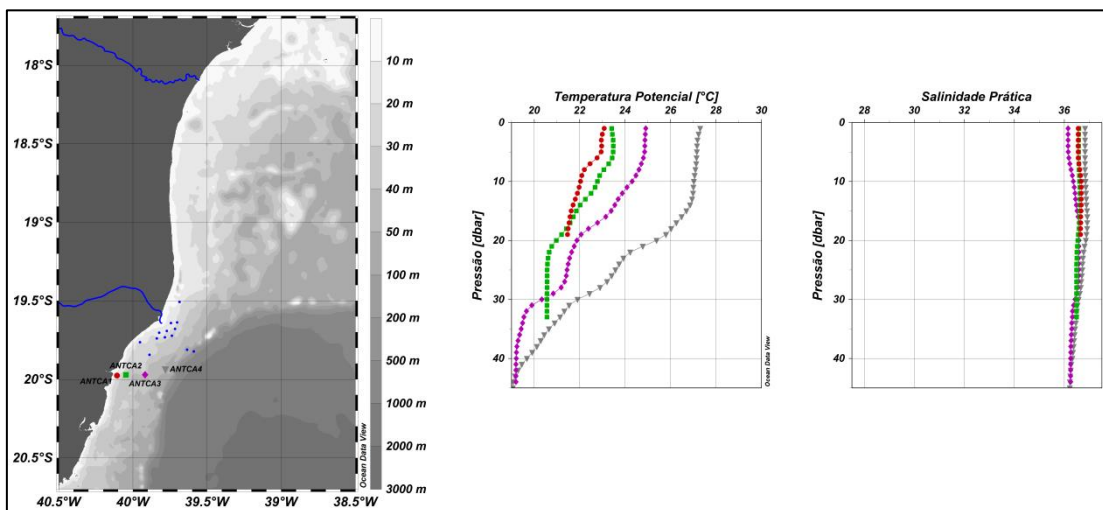 18°S
18.5°S
19°S
19.5°S
20°S
20.5°S
40.5°W
40°W
39.5°W
39°W
38.5°W
ANTCA1
ANTCA2
ANTCA3
ANTCA4
Ocean Data View
10 m
20 m
30 m
40 m
50 m
100 m
200 m
500 m
1000 m
2000 m
3000 m
Temperatura Potencial [°C]
20
22
24
26
28
30
Pressão [dbar]
0
10
20
30
40
Ocean Data View
Salinidade Prática
28
30
32
34
36
Pressão [dbar]
0
10
20
30
40